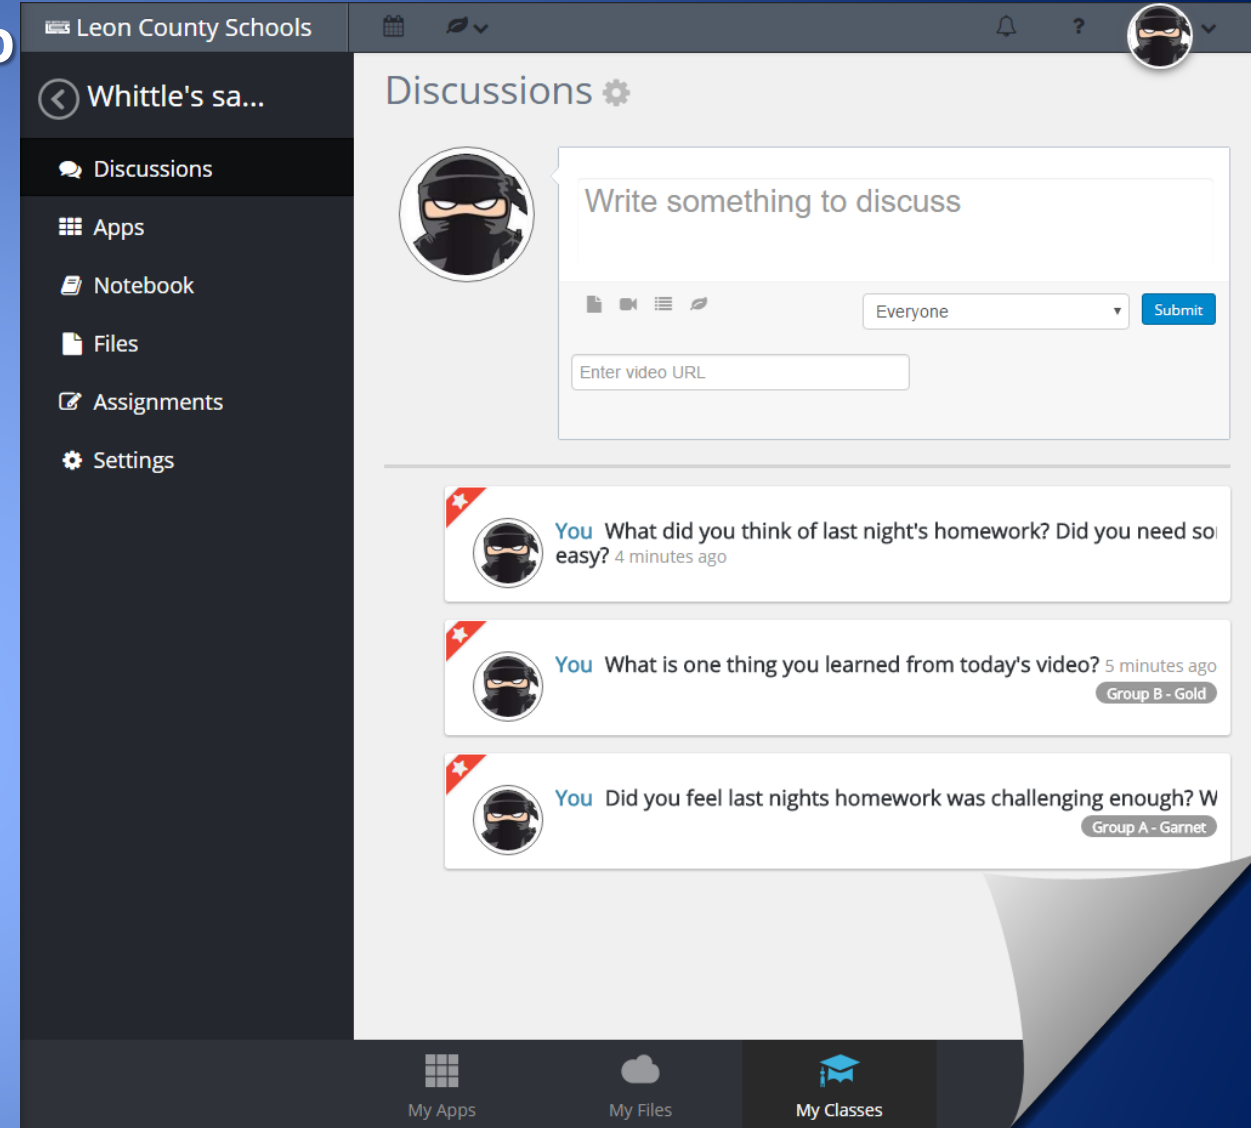 Leon County Schools
?
Whittle's sa...
Discussions
Discussions
Apps
Notebook
Files
Assignments
Settings
Write something to discuss
Everyone
Submit
Enter video URL
You What did you think of last night's homework? Did you need
easy? 4 minutes ago
You What is one thing you learned from today's video? 5 minutes ago
Group B - Gold
You Did you feel last nights homework was challenging enough? W
Group A - Garnet
My Apps
My Files
My Classes